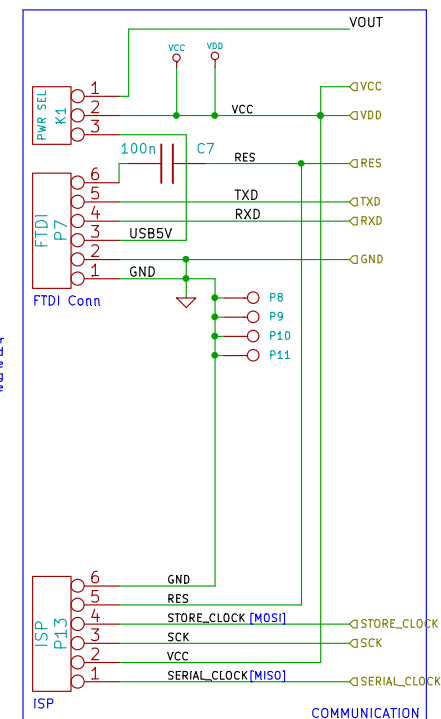 VOUT
VCC
VDD
PWR SEL
K1
1
2
3
VCC
VCC
VDD
100n
C7
RES
RES
FTDI
P7
6
5
4
3
2
1
TXD
TXD
RXD
RXD
USB5V
GND
GND
FTDI Conn
P8
P9
P10
P11
ISP
P13
6
5
4
3
2
1
GND
RES
STORE_CLOCK [MOSI]
STORE_CLOCK
SCK
SCK
VCC
SERIAL_CLOCK [MISO]
SERIAL_CLOCK
ISP
COMMUNICATION